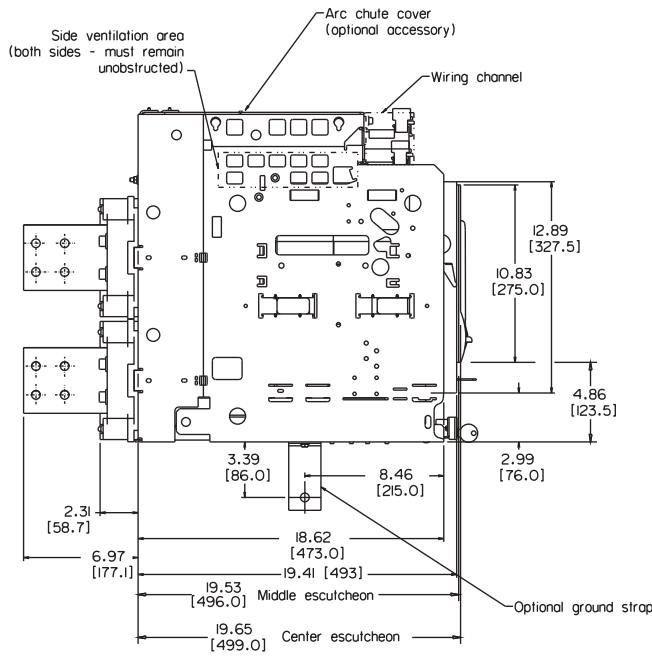 Arc chute cover
(optional accessory)
Side ventilation area
(both sides - must remain
unobstructed)
Wiring channel
12.89
[327.5]
10.83
[275.0]
4.86
[123.5]
3.39
[86.0]
8.46
[215.0]
2.99
[76.0]
2.31
[58.7]
18.62
[473.0]
6.97
[177.1]
19.41 [493]
19.53
[496.0] Middle escutcheon
Optional ground strap
19.65
[499.0] Center escutcheon